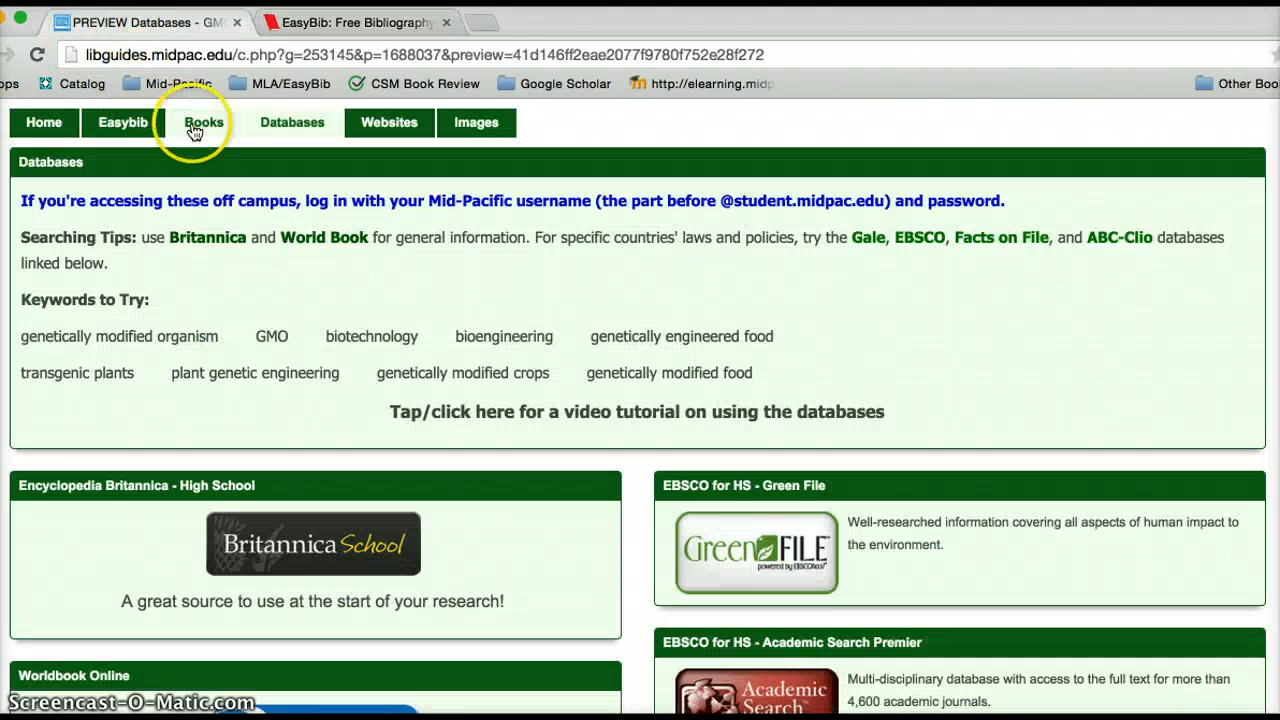 PREVIEW Databases - GMO
EasyBib: Free Bibliography
libguides.midpac.edu/c.php?g=253145&p=1688037&preview=41d146ff2eae2077f9780f752e28f272
Catalog Mid-Pacific MLA/EasyBib CSM Book Review Google Scholar http://elearning.midp Other Boo
Home Easybib Books Databases Websites Images
Databases
If you're accessing these off campus, log in with your Mid-Pacific username (the part before @student.midpac.edu) and password.
Searching Tips: use Britannica and World Book for general information. For specific countries' laws and policies, try the Gale, EBSCO, Facts on File, and ABC-Clio databases
linked below.
Keywords to Try:
genetically modified organism GMO biotechnology bioengineering genetically engineered food
transgenic plants plant genetic engineering genetically modified crops genetically modified food
Tap/click here for a video tutorial on using the databases
Encyclopedia Britannica - High School
Britannica School
A great source to use at the start of your research!
Worldbook Online
EBSCO for HS - Green File
GreenFILE
powered by EBSCOhost
Well-researched information covering all aspects of human impact to
the environment.
EBSCO for HS - Academic Search Premier
Academic
Search
Multi-disciplinary database with access to the full text for more than
4,600 academic journals.
Screencast-O-Matic.com